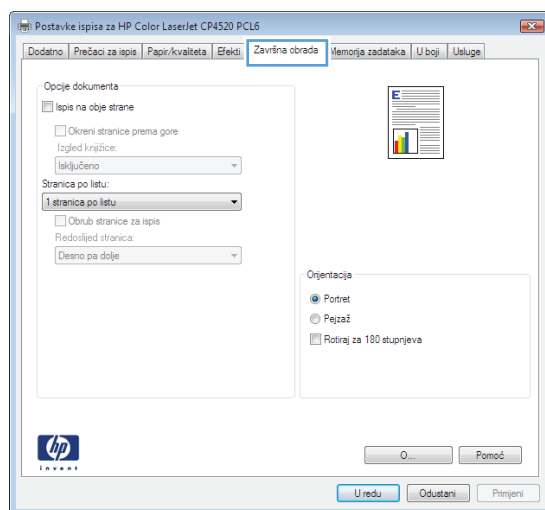 Postavke ispisa za HP Color LaserJet CP4520 PCL6
Dodatno Prečaci za ispis Papir/kvaliteta Efekti Završna obrada Memorija zadataka U boji Usluge
Opcije dokumenta
Ispis na obje strane
Okreni stranice prema gore
Izgled knjižice:
Isključeno
Stranica po listu:
1 stranica po listu
Obrub stranice za ispis
Redoslijed stranica:
Desno pa dolje
E
Orijentacija
Portret
Pejzaž
Rotiraj za 180 stupnjeva
hp
invent
O... Pomoć
U redu Odustani Primjeni